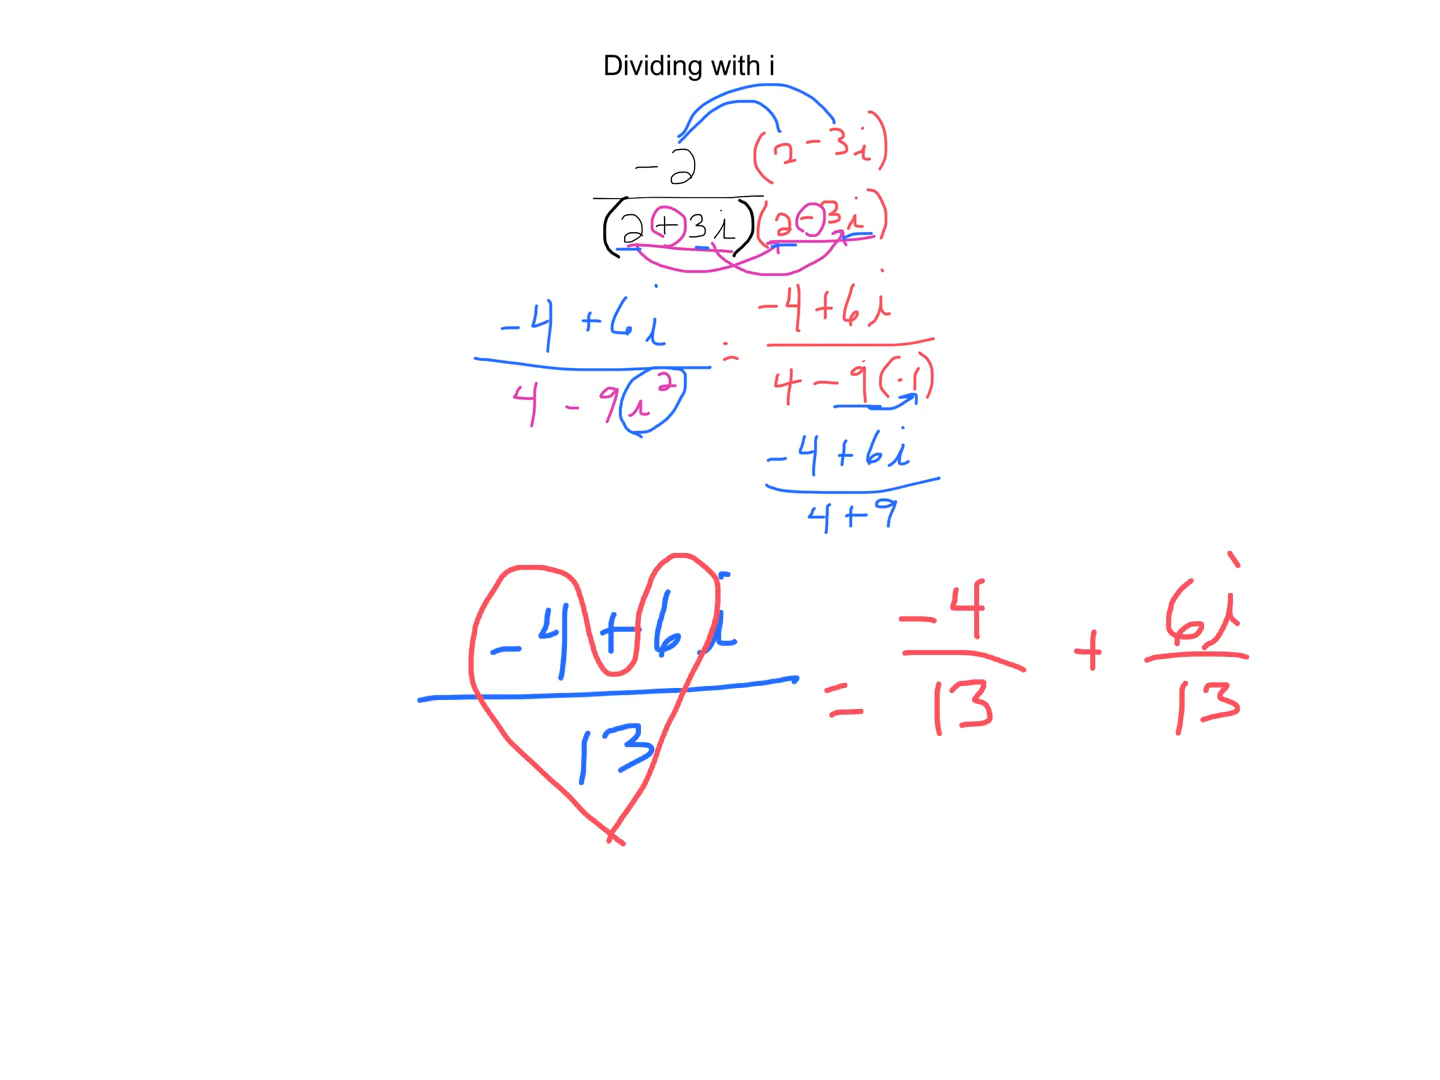 Dividing with i
-2 (2-3i)
(2+3i)(2-3i)
-4+6i
4-9i²
=
-4+6i
4-9(-1)
-4+6i
4+9
-4+6i
13
= -4
13
+ 6i
13